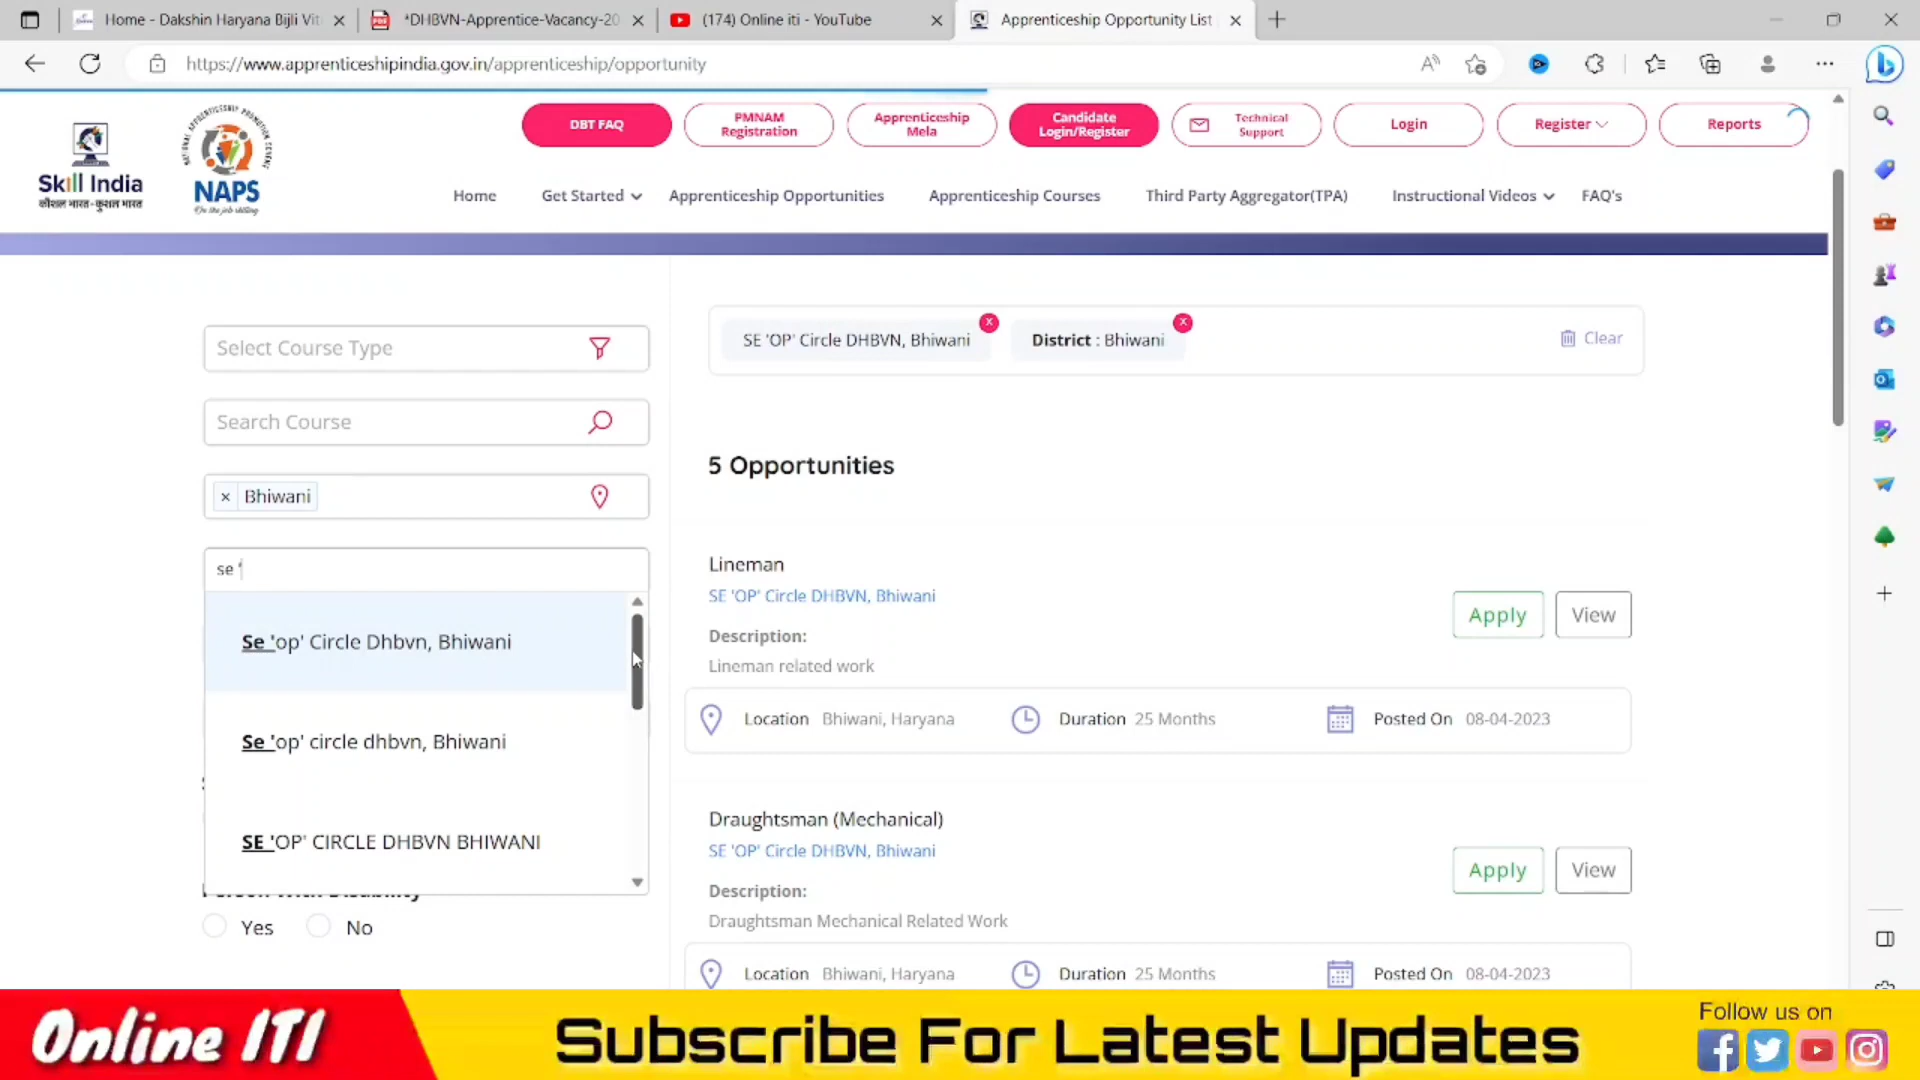 Home - Dakshin Haryana Bijli Vit
*DHBVN-Apprentice-Vacancy-20
(174) Online iti - YouTube
Apprenticeship Opportunity List
https://www.apprenticeshipindia.gov.in/apprenticeship/opportunity
Skill India
कौशल भारत - कुशल भारत
NAPS
On the job skilling
DBT FAQ
PMNAM
Registration
Apprenticeship
Mela
Candidate
Login/Register
Technical
Support
Login
Register
Reports
Home
Get Started
Apprenticeship Opportunities
Apprenticeship Courses
Third Party Aggregator(TPA)
Instructional Videos
FAQ's
Select Course Type
Search Course
× Bhiwani
se '
Se 'op' Circle Dhbvn, Bhiwani
Se 'op' circle dhbvn, Bhiwani
SE 'OP' CIRCLE DHBVN BHIWANI
Yes
No
SE 'OP' Circle DHBVN, Bhiwani
District : Bhiwani
Clear
5 Opportunities
Lineman
SE 'OP' Circle DHBVN, Bhiwani
Description:
Lineman related work
Apply
View
Location Bhiwani, Haryana
Duration 25 Months
Posted On 08-04-2023
Draughtsman (Mechanical)
SE 'OP' Circle DHBVN, Bhiwani
Description:
Draughtsman Mechanical Related Work
Apply
View
Location Bhiwani, Haryana
Duration 25 Months
Posted On 08-04-2023
Online ITI
Subscribe For Latest Updates
Follow us on